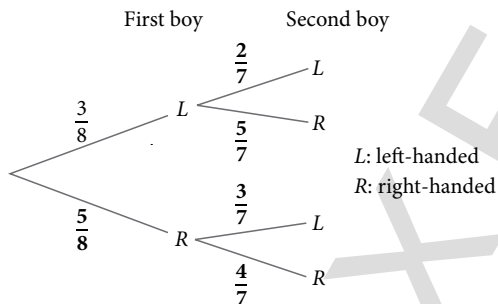 First boy Second boy
2/7
L
3/8
L
5/7
R
L: left-handed
R: right-handed
3/7
L
5/8
R
4/7
R